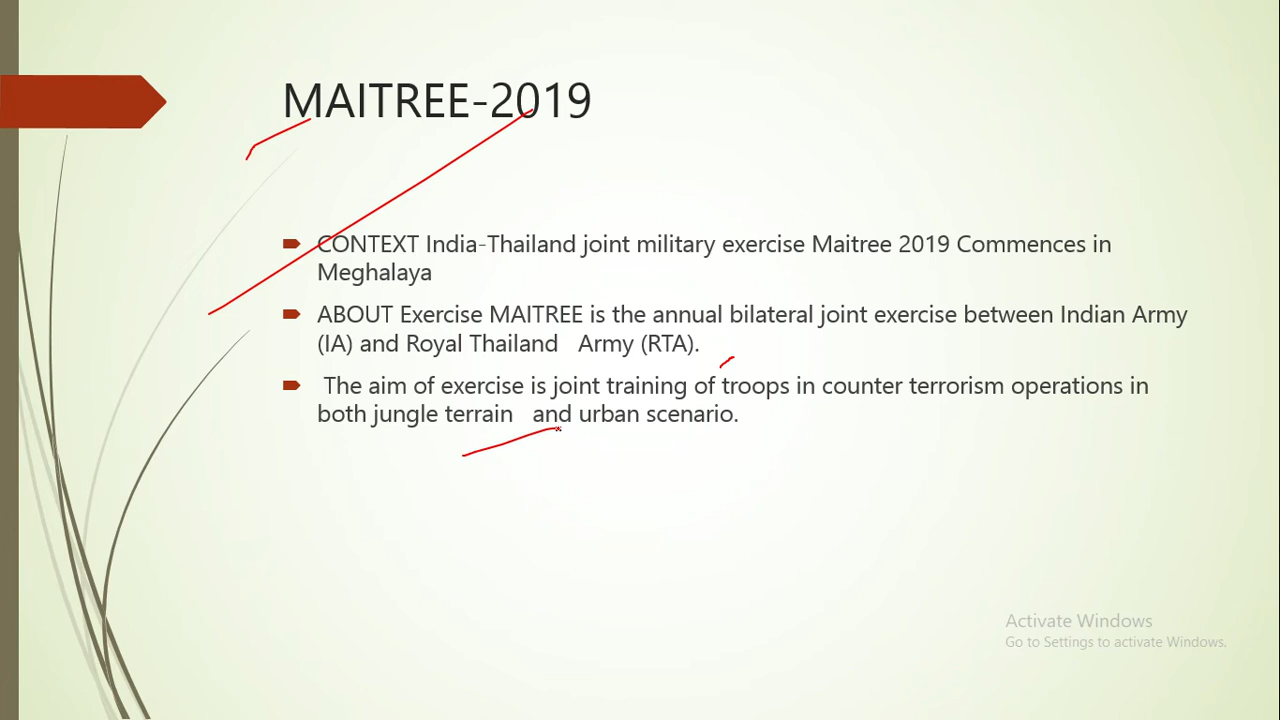 MAITREE-2019
CONTEXT India-Thailand joint military exercise Maitree 2019 Commences in
Meghalaya
ABOUT Exercise MAITREE is the annual bilateral joint exercise between Indian Army
(IA) and Royal Thailand   Army (RTA).
The aim of exercise is joint training of troops in counter terrorism operations in
both jungle terrain   and urban scenario.
Activate Windows
Go to Settings to activate Windows.